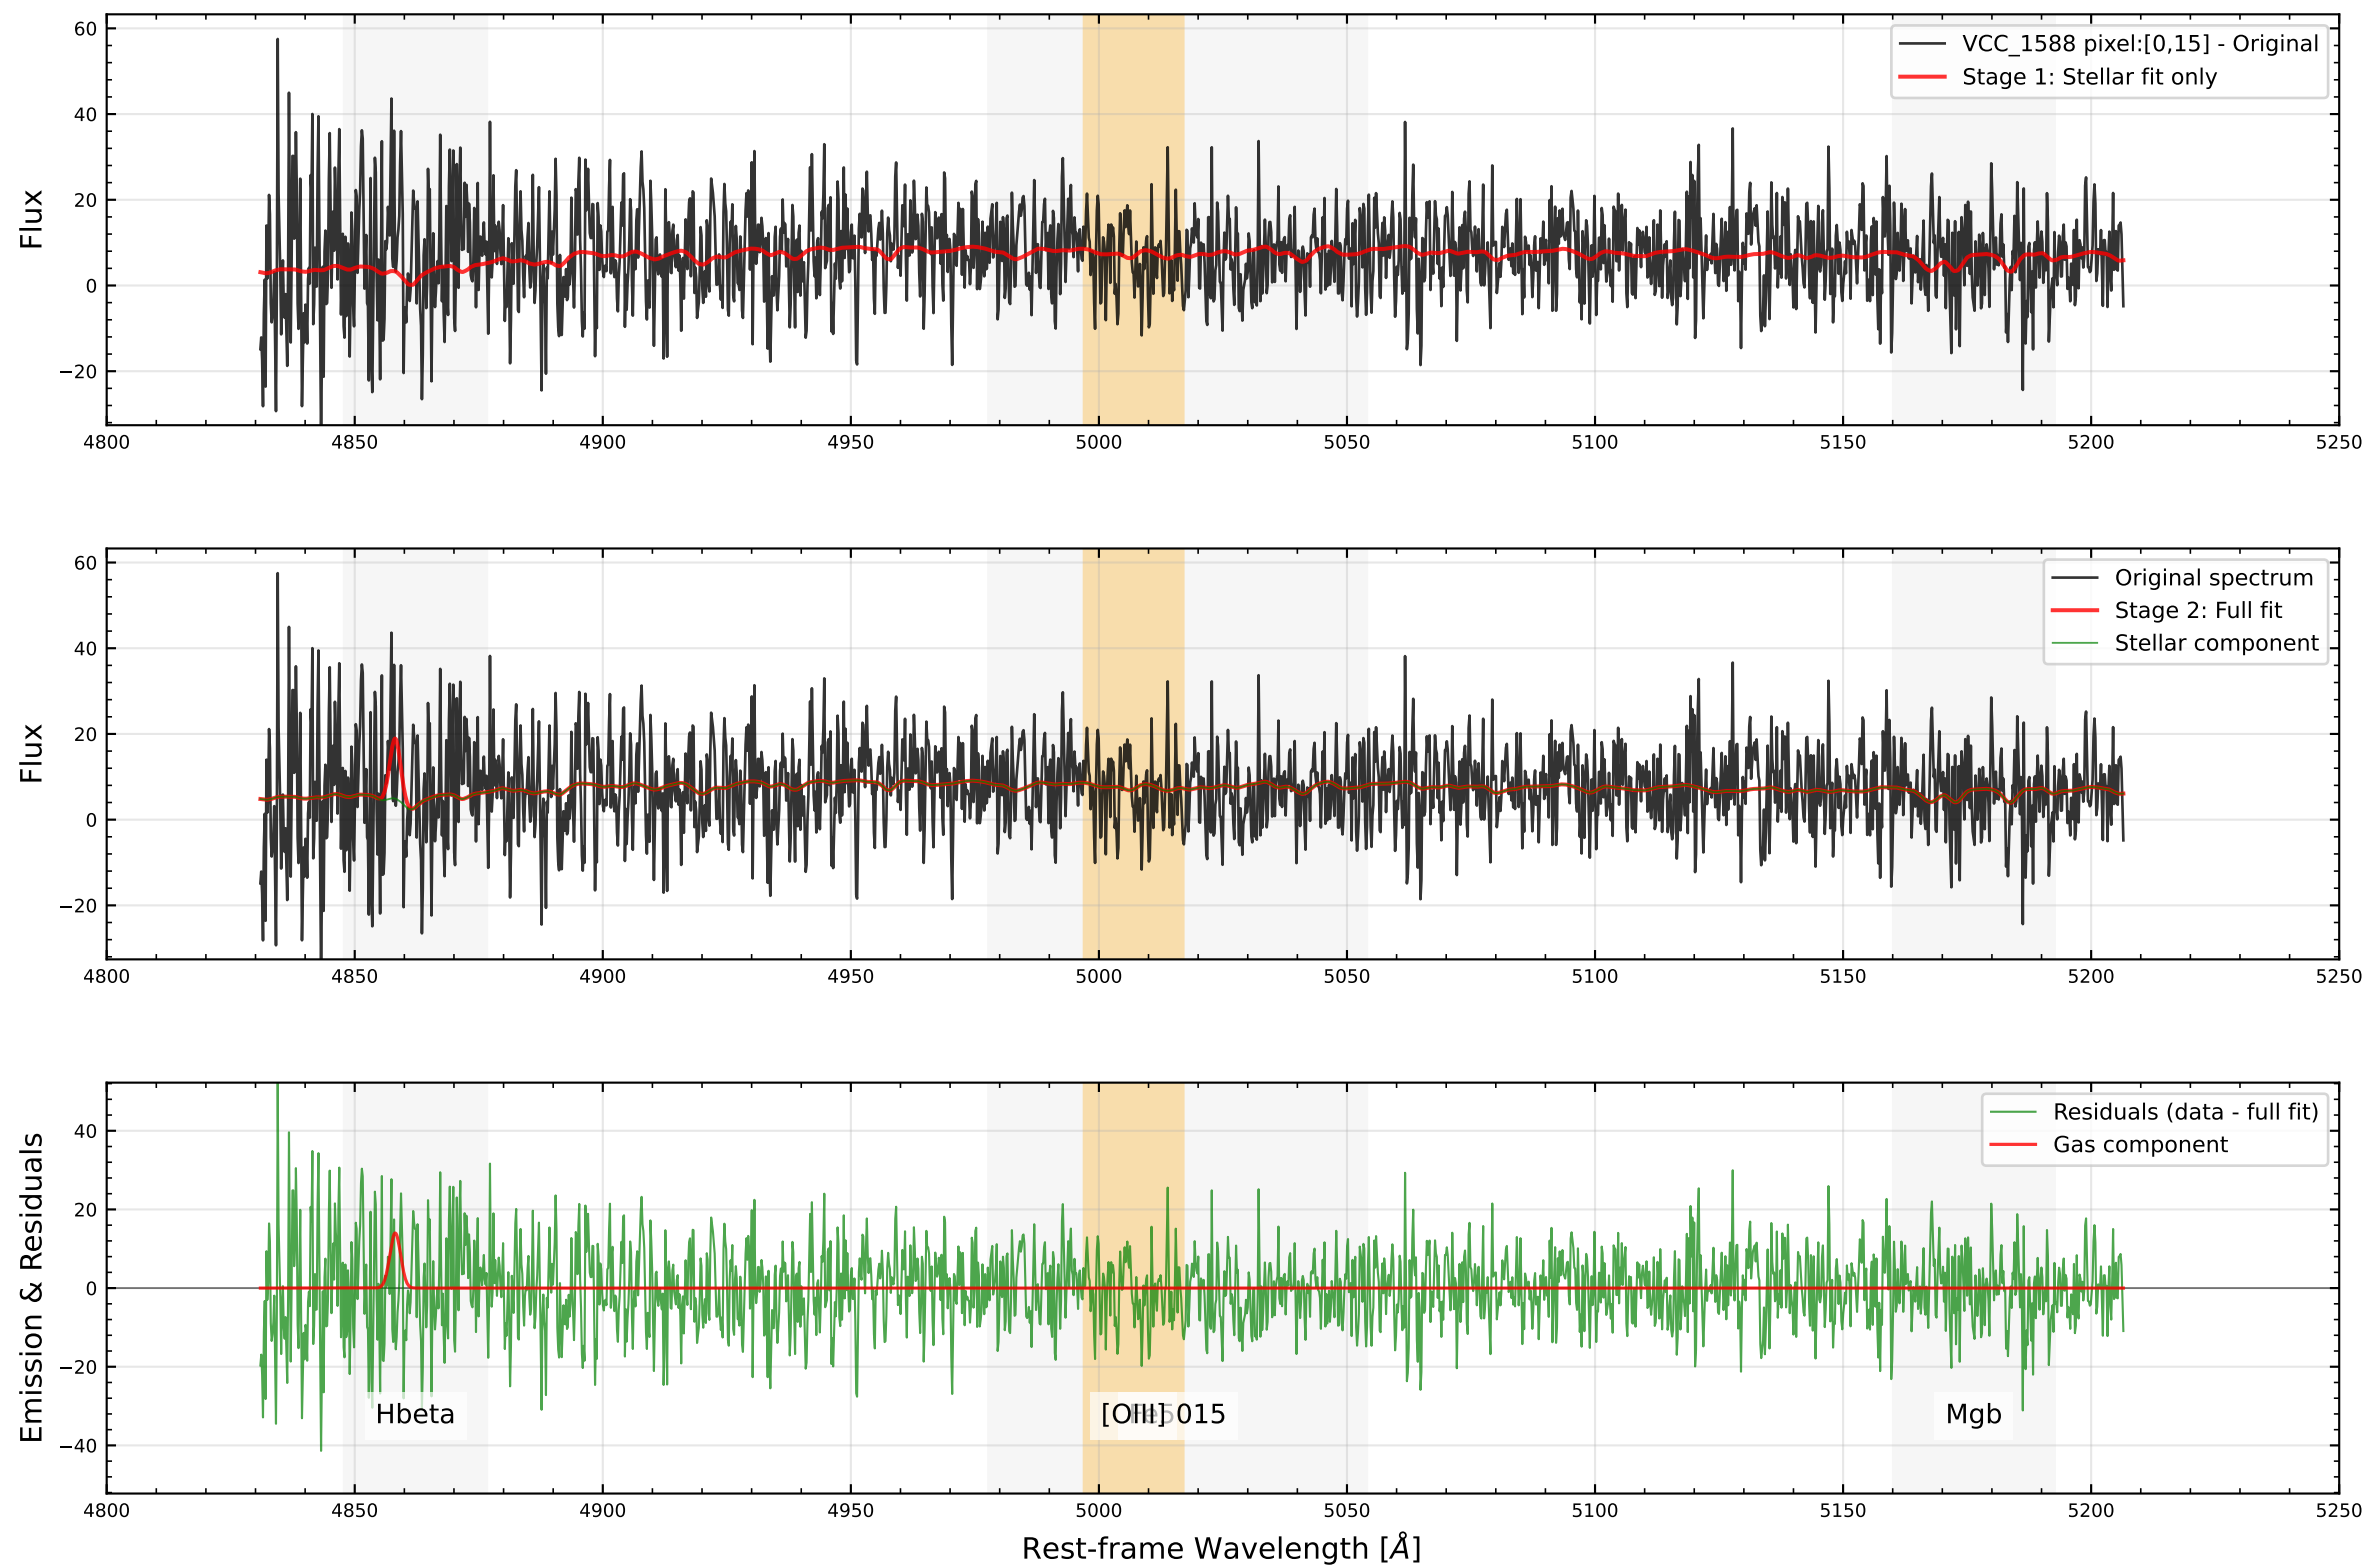 60
40
20
0
−20
Flux
VCC_1588 pixel:[0,15] - Original
Stage 1: Stellar fit only
4800 4850 4900 4950 5000 5050 5100 5150 5200 5250
60
40
20
0
−20
Flux
Original spectrum
Stage 2: Full fit
Stellar component
4800 4850 4900 4950 5000 5050 5100 5150 5200 5250
40
20
0
−20
−40
Emission & Residuals
Residuals (data - full fit)
Gas component
Hbeta [OIII] Fe5015 Mgb
4800 4850 4900 4950 5000 5050 5100 5150 5200 5250
Rest-frame Wavelength [Å]